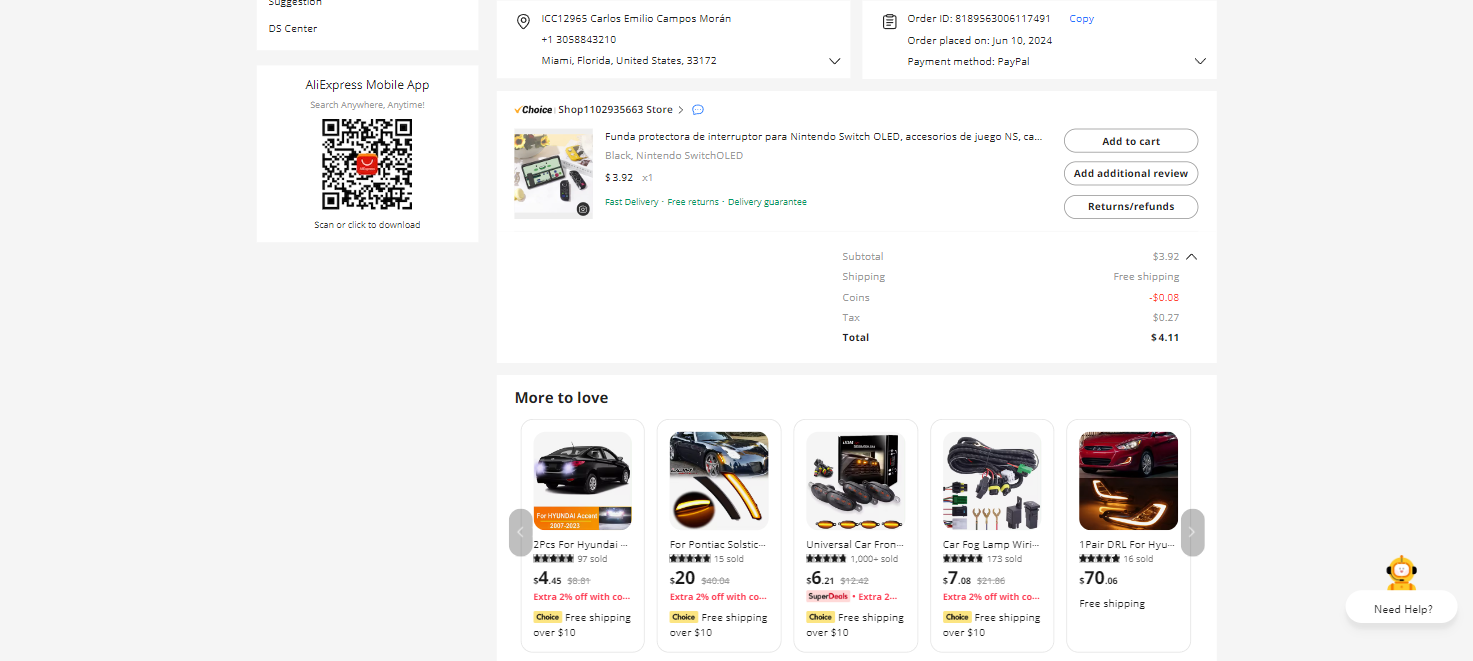 Suggestion
DS Center
AliExpress Mobile App
Search Anywhere, Anytime!
Scan or click to download
ICC12965 Carlos Emilio Campos Morán
+1 3058843210
Miami, Florida, United States, 33172
Order ID: 8189563006117491 Copy
Order placed on: Jun 10, 2024
Payment method: PayPal
Choice Shop1102935663 Store
Funda protectora de interruptor para Nintendo Switch OLED, accesorios de juego NS, ca...
Black, Nintendo SwitchOLED
$3.92 x1
Fast Delivery · Free returns · Delivery guarantee
Add to cart
Add additional review
Returns/refunds
Subtotal $3.92
Shipping Free shipping
Coins -$0.08
Tax $0.27
Total $4.11
More to love
For HYUNDAI Accent
2007-2023
2Pcs For Hyundai ...
97 sold
$4.45 $8.81
Extra 2% off with co...
Choice Free shipping
over $10
For Pontiac Solstic...
15 sold
$20 $40.04
Extra 2% off with co...
Choice Free shipping
over $10
Universal Car Fron...
1,000+ sold
$6.21 $12.42
SuperDeals • Extra 2...
Choice Free shipping
over $10
Car Fog Lamp Wiri...
173 sold
$7.08 $21.86
Extra 2% off with co...
Choice Free shipping
over $10
1Pair DRL For Hyu...
16 sold
$70.06
Free shipping
Need Help?